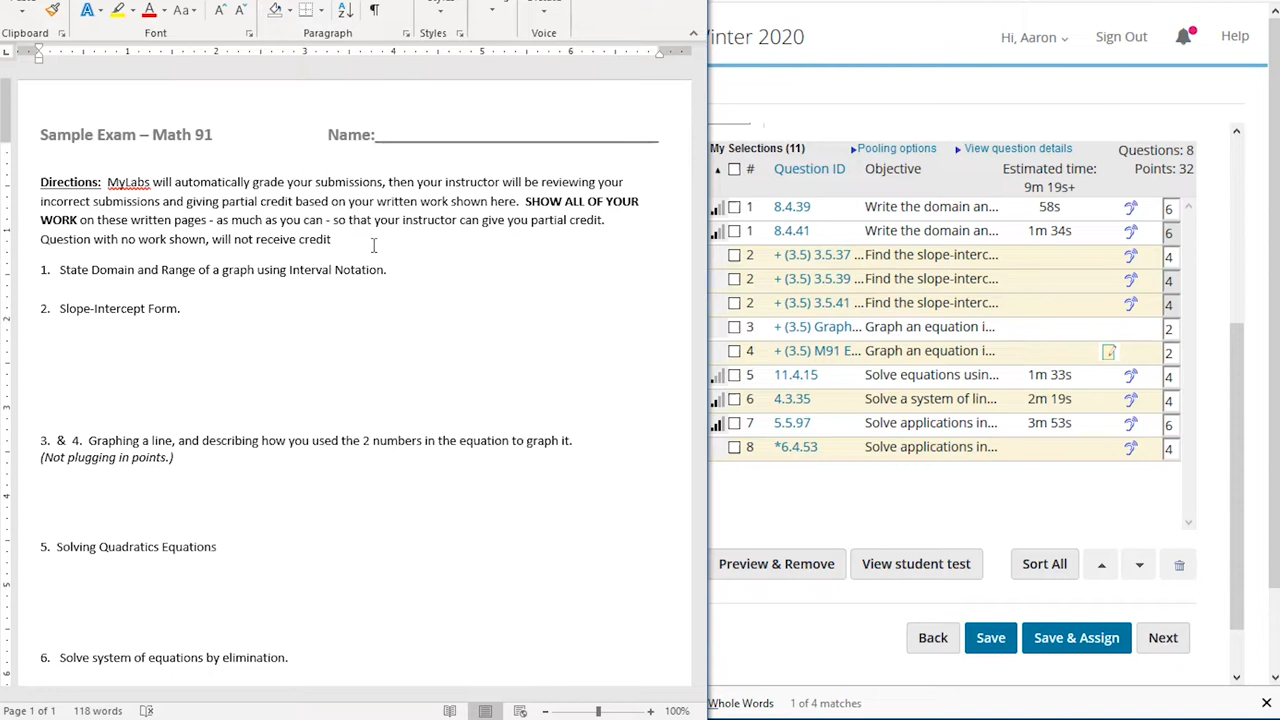 Aa
Clipboard
Font
Paragraph
Styles
Voice
1 2 3 4 5 6
Sample Exam – Math 91 Name:
Directions: MyLabs will automatically grade your submissions, then your instructor will be reviewing your
incorrect submissions and giving partial credit based on your written work shown here. SHOW ALL OF YOUR
WORK on these written pages - as much as you can - so that your instructor can give you partial credit.
Question with no work shown, will not receive credit
1. State Domain and Range of a graph using Interval Notation.
2. Slope-Intercept Form.
3. & 4. Graphing a line, and describing how you used the 2 numbers in the equation to graph it.
(Not plugging in points.)
5. Solving Quadratics Equations
6. Solve system of equations by elimination.
Page 1 of 1 118 words 100%
Winter 2020
Hi, Aaron Sign Out Help
My Selections (11) Pooling options View question details Questions: 8
# Question ID Objective Estimated time: Points: 32
9m 19s+
1 8.4.39 Write the domain an... 58s 6
1 8.4.41 Write the domain an... 1m 34s 6
2 + (3.5) 3.5.37 ... Find the slope-interc... 4
2 + (3.5) 3.5.39 ... Find the slope-interc... 4
2 + (3.5) 3.5.41 ... Find the slope-interc... 4
3 + (3.5) Graph... Graph an equation i... 2
4 + (3.5) M91 E... Graph an equation i... 2
5 11.4.15 Solve equations usin... 1m 33s 4
6 4.3.35 Solve a system of lin... 2m 19s 4
7 5.5.97 Solve applications in... 3m 53s 6
8 *6.4.53 Solve applications in... 4
Preview & Remove View student test Sort All
Back Save Save & Assign Next
Whole Words 1 of 4 matches